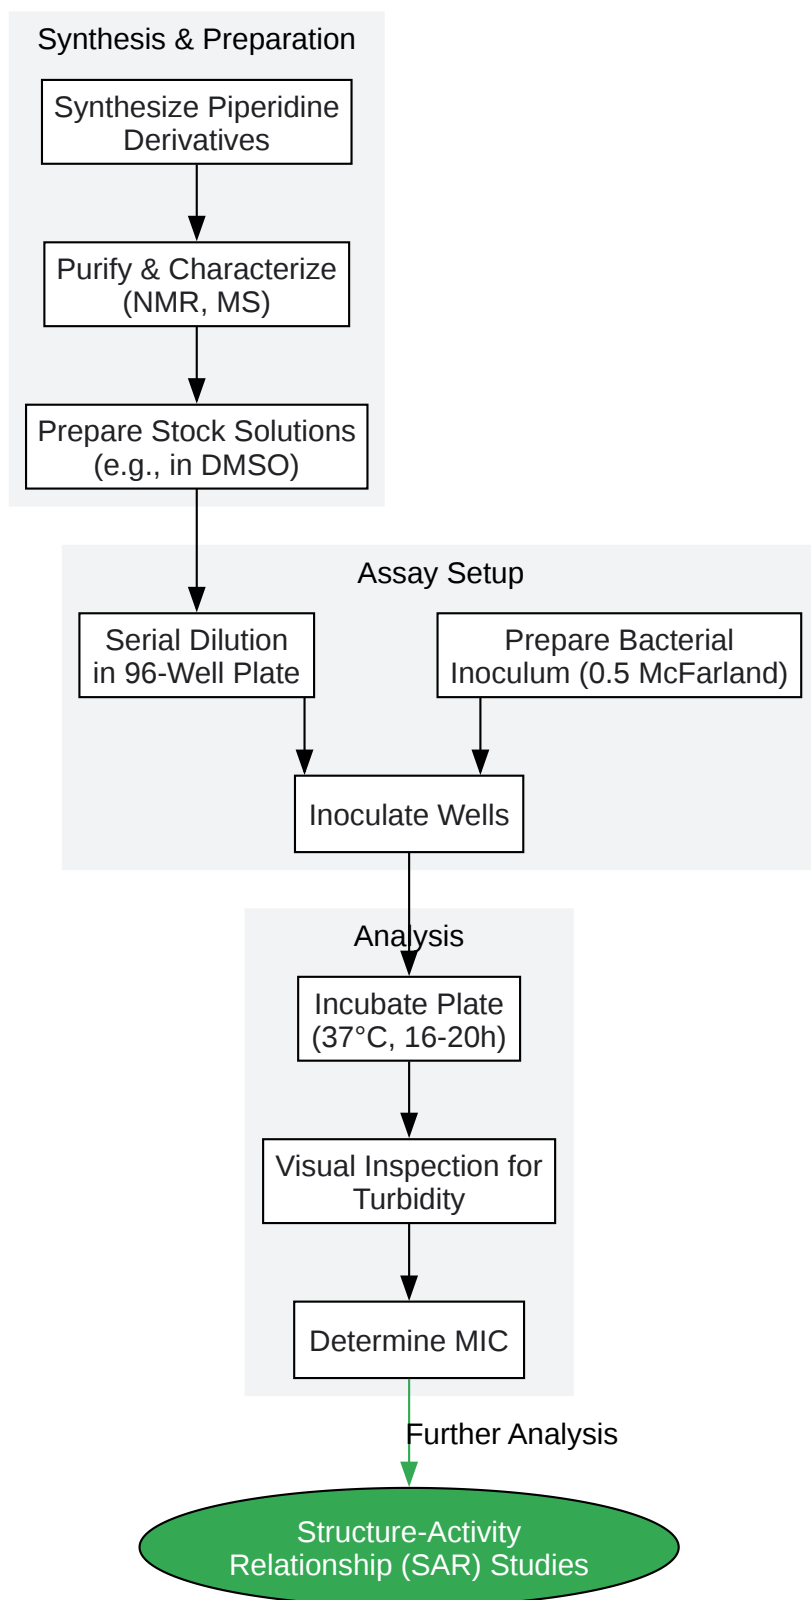 Synthesis & Preparation
Synthesize Piperidine
Derivatives
Purify & Characterize
(NMR, MS)
Prepare Stock Solutions
(e.g., in DMSO)
Assay Setup
Serial Dilution
in 96-Well Plate
Prepare Bacterial
Inoculum (0.5 McFarland)
Inoculate Wells
Analysis
Incubate Plate
(37°C, 16-20h)
Visual Inspection for
Turbidity
Determine MIC
Further Analysis
Structure-Activity
Relationship (SAR) Studies